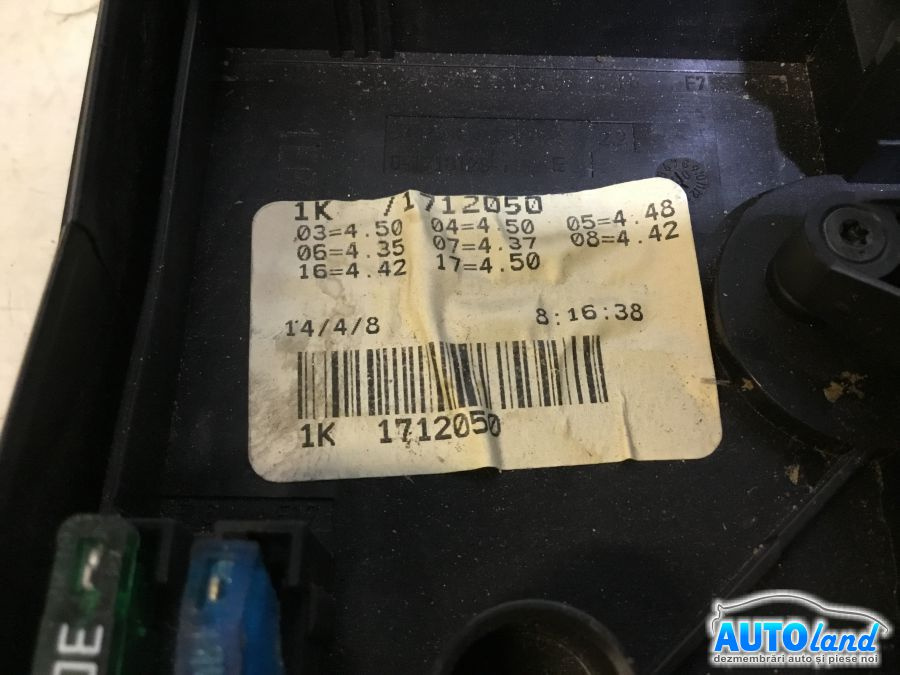 F7
1K /1712050
03=4.50 04=4.50 05=4.48
06=4.35 07=4.37 08=4.42
16=4.42 17=4.50
14/4/8 8:16:38
1K 1712050
AUTOland
dezmembrări auto și piese noi